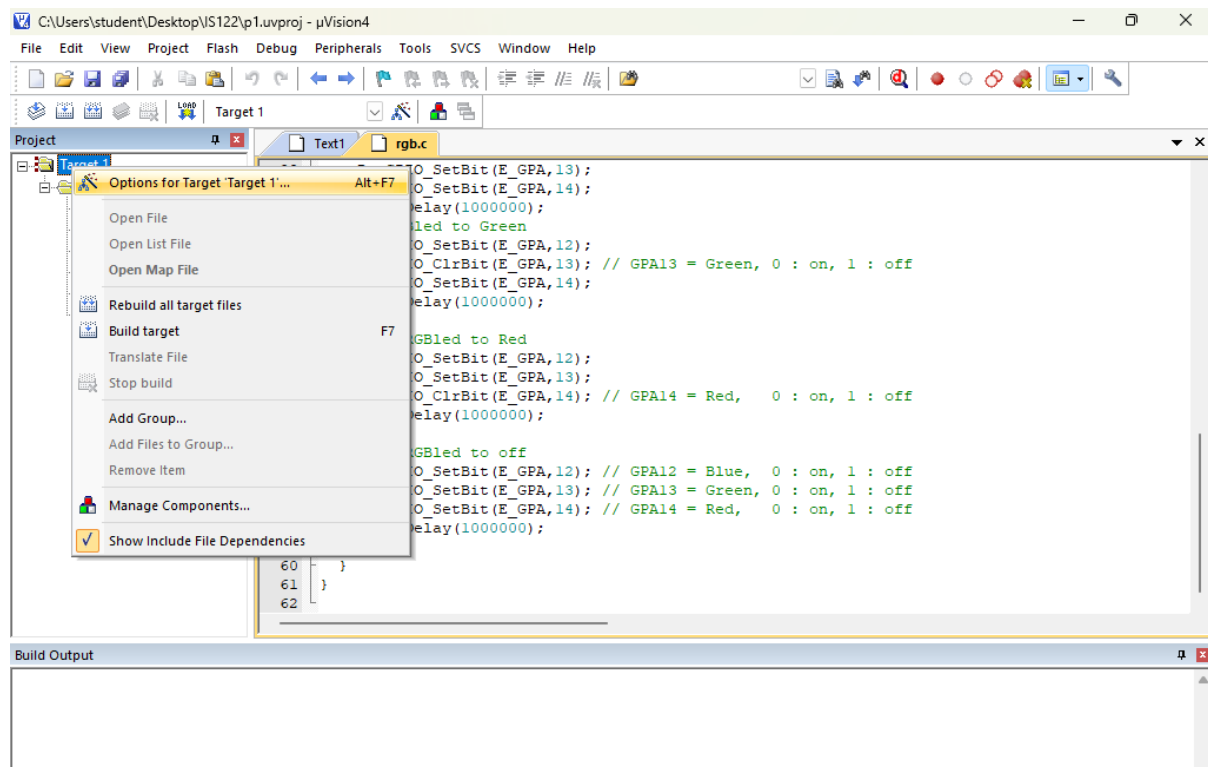 C:\Users\student\Desktop\IS122\p1.uvproj - µVision4
File Edit View Project Flash Debug Peripherals Tools SVCS Window Help
LOAD Target 1
Project
Text1 rgb.c
Target 1
Options for Target 'Target 1'... Alt+F7
Open File
Open List File
Open Map File
Rebuild all target files
Build target F7
Translate File
Stop build
Add Group...
Add Files to Group...
Remove Item
Manage Components...
Show Include File Dependencies
O_SetBit(E_GPA,13);
O_SetBit(E_GPA,14);
elay(1000000);
led to Green
O_SetBit(E_GPA,12);
O_ClrBit(E_GPA,13); // GPA13 = Green, 0 : on, 1 : off
O_SetBit(E_GPA,14);
elay(1000000);
GBled to Red
O_SetBit(E_GPA,12);
O_SetBit(E_GPA,13);
O_ClrBit(E_GPA,14); // GPA14 = Red, 0 : on, 1 : off
elay(1000000);
GBled to off
O_SetBit(E_GPA,12); // GPA12 = Blue, 0 : on, 1 : off
O_SetBit(E_GPA,13); // GPA13 = Green, 0 : on, 1 : off
O_SetBit(E_GPA,14); // GPA14 = Red, 0 : on, 1 : off
elay(1000000);
60 }
61 }
62
Build Output